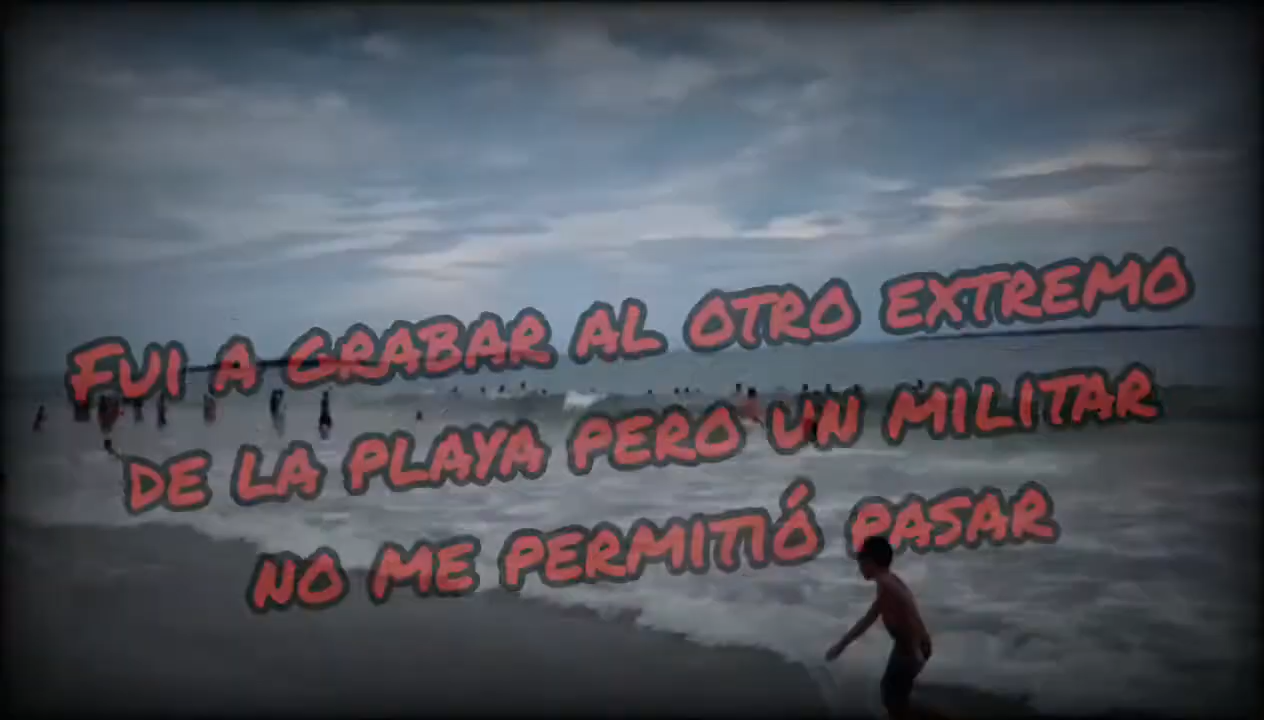 Fui a grabar al otro extremo
de la playa pero un militar
no me permitió pasar